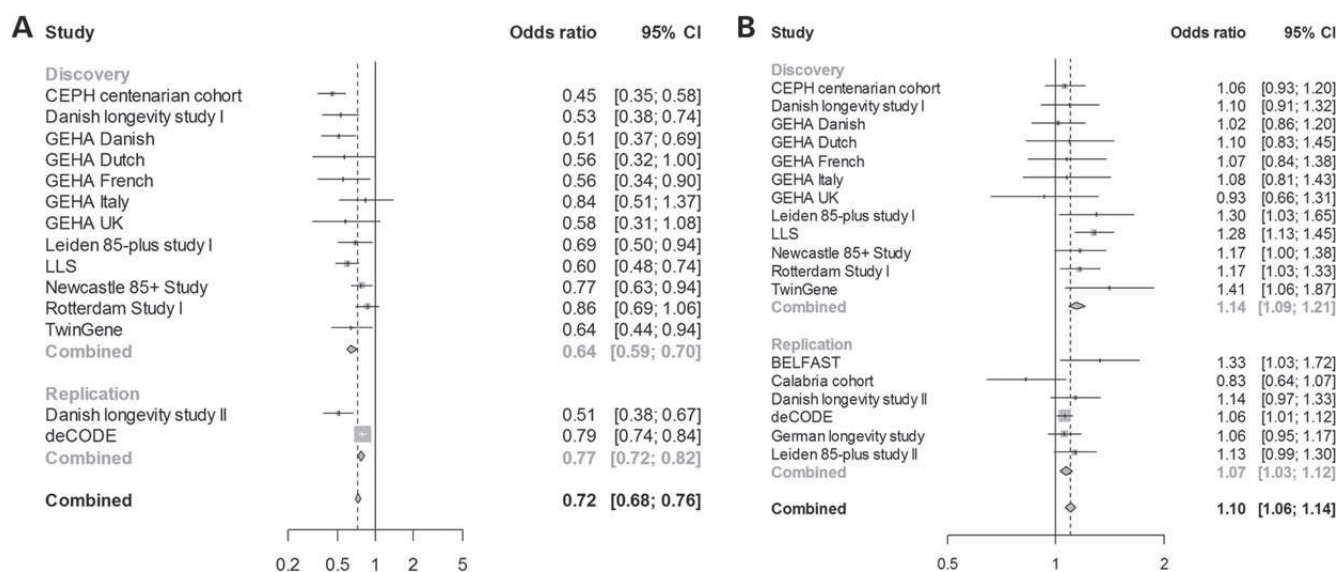 A Study Odds ratio 95% CI
Discovery
CEPH centenarian cohort 0.45 [0.35; 0.58]
Danish longevity study I 0.53 [0.38; 0.74]
GEHA Danish 0.51 [0.37; 0.69]
GEHA Dutch 0.56 [0.32; 1.00]
GEHA French 0.56 [0.34; 0.90]
GEHA Italy 0.84 [0.51; 1.37]
GEHA UK 0.58 [0.31; 1.08]
Leiden 85-plus study I 0.69 [0.50; 0.94]
LLS 0.60 [0.48; 0.74]
Newcastle 85+ Study 0.77 [0.63; 0.94]
Rotterdam Study I 0.86 [0.69; 1.06]
TwinGene 0.64 [0.44; 0.94]
Combined 0.64 [0.59; 0.70]
Replication
Danish longevity study II 0.51 [0.38; 0.67]
deCODE 0.79 [0.74; 0.84]
Combined 0.77 [0.72; 0.82]
Combined 0.72 [0.68; 0.76]
0.2 0.5 1 2 5
B Study Odds ratio 95% CI
Discovery
CEPH centenarian cohort 1.06 [0.93; 1.20]
Danish longevity study I 1.10 [0.91; 1.32]
GEHA Danish 1.02 [0.86; 1.20]
GEHA Dutch 1.10 [0.83; 1.45]
GEHA French 1.07 [0.84; 1.38]
GEHA Italy 1.08 [0.81; 1.43]
GEHA UK 0.93 [0.66; 1.31]
Leiden 85-plus study I 1.30 [1.03; 1.65]
LLS 1.28 [1.13; 1.45]
Newcastle 85+ Study 1.17 [1.00; 1.38]
Rotterdam Study I 1.17 [1.03; 1.33]
TwinGene 1.41 [1.06; 1.87]
Combined 1.14 [1.09; 1.21]
Replication
BELFAST 1.33 [1.03; 1.72]
Calabria cohort 0.83 [0.64; 1.07]
Danish longevity study II 1.14 [0.97; 1.33]
deCODE 1.06 [1.01; 1.12]
German longevity study 1.06 [0.95; 1.17]
Leiden 85-plus study II 1.13 [0.99; 1.30]
Combined 1.07 [1.03; 1.12]
Combined 1.10 [1.06; 1.14]
0.5 1 2